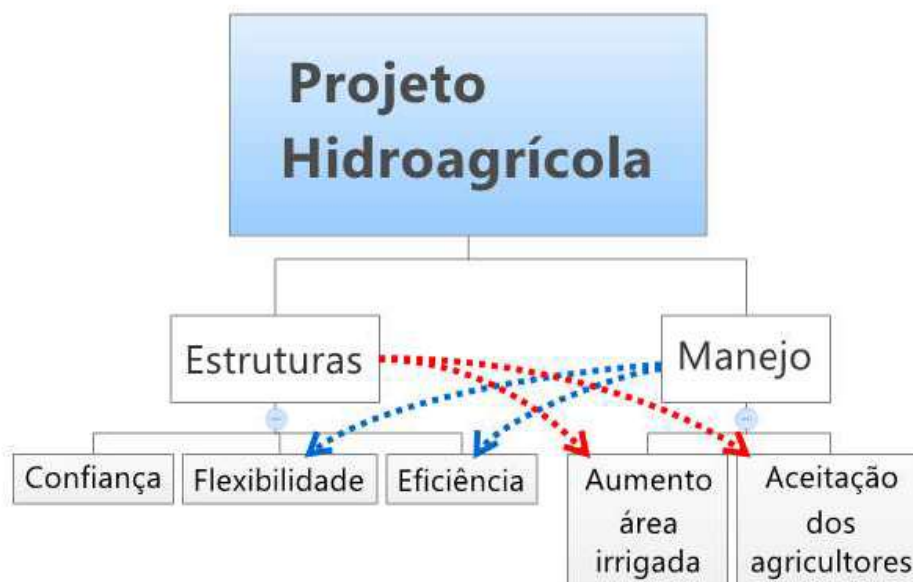 Projeto
Hidroagrícola
Estruturas
Manejo
Confiança
Flexibilidade
Eficiência
Aumento
área
irrigada
Aceitação
dos
agricultores